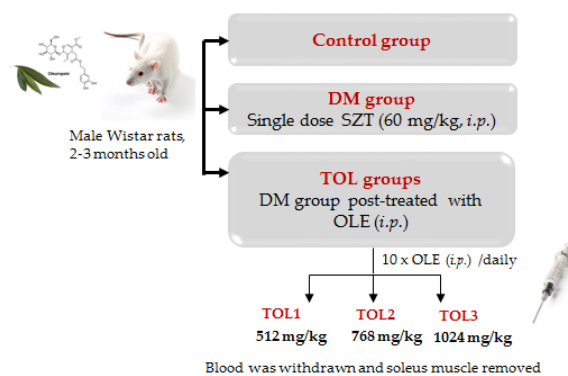 Control group
Oleuropein
DM group
Single dose SZT (60 mg/kg, i.p.)
Male Wistar rats,
2-3 months old
TOL groups
DM group post-treated with
OLE (i.p.)
10 x OLE (i.p.) /daily
TOL1 TOL2 TOL3
512 mg/kg 768 mg/kg 1024 mg/kg
Blood was withdrawn and soleus muscle removed